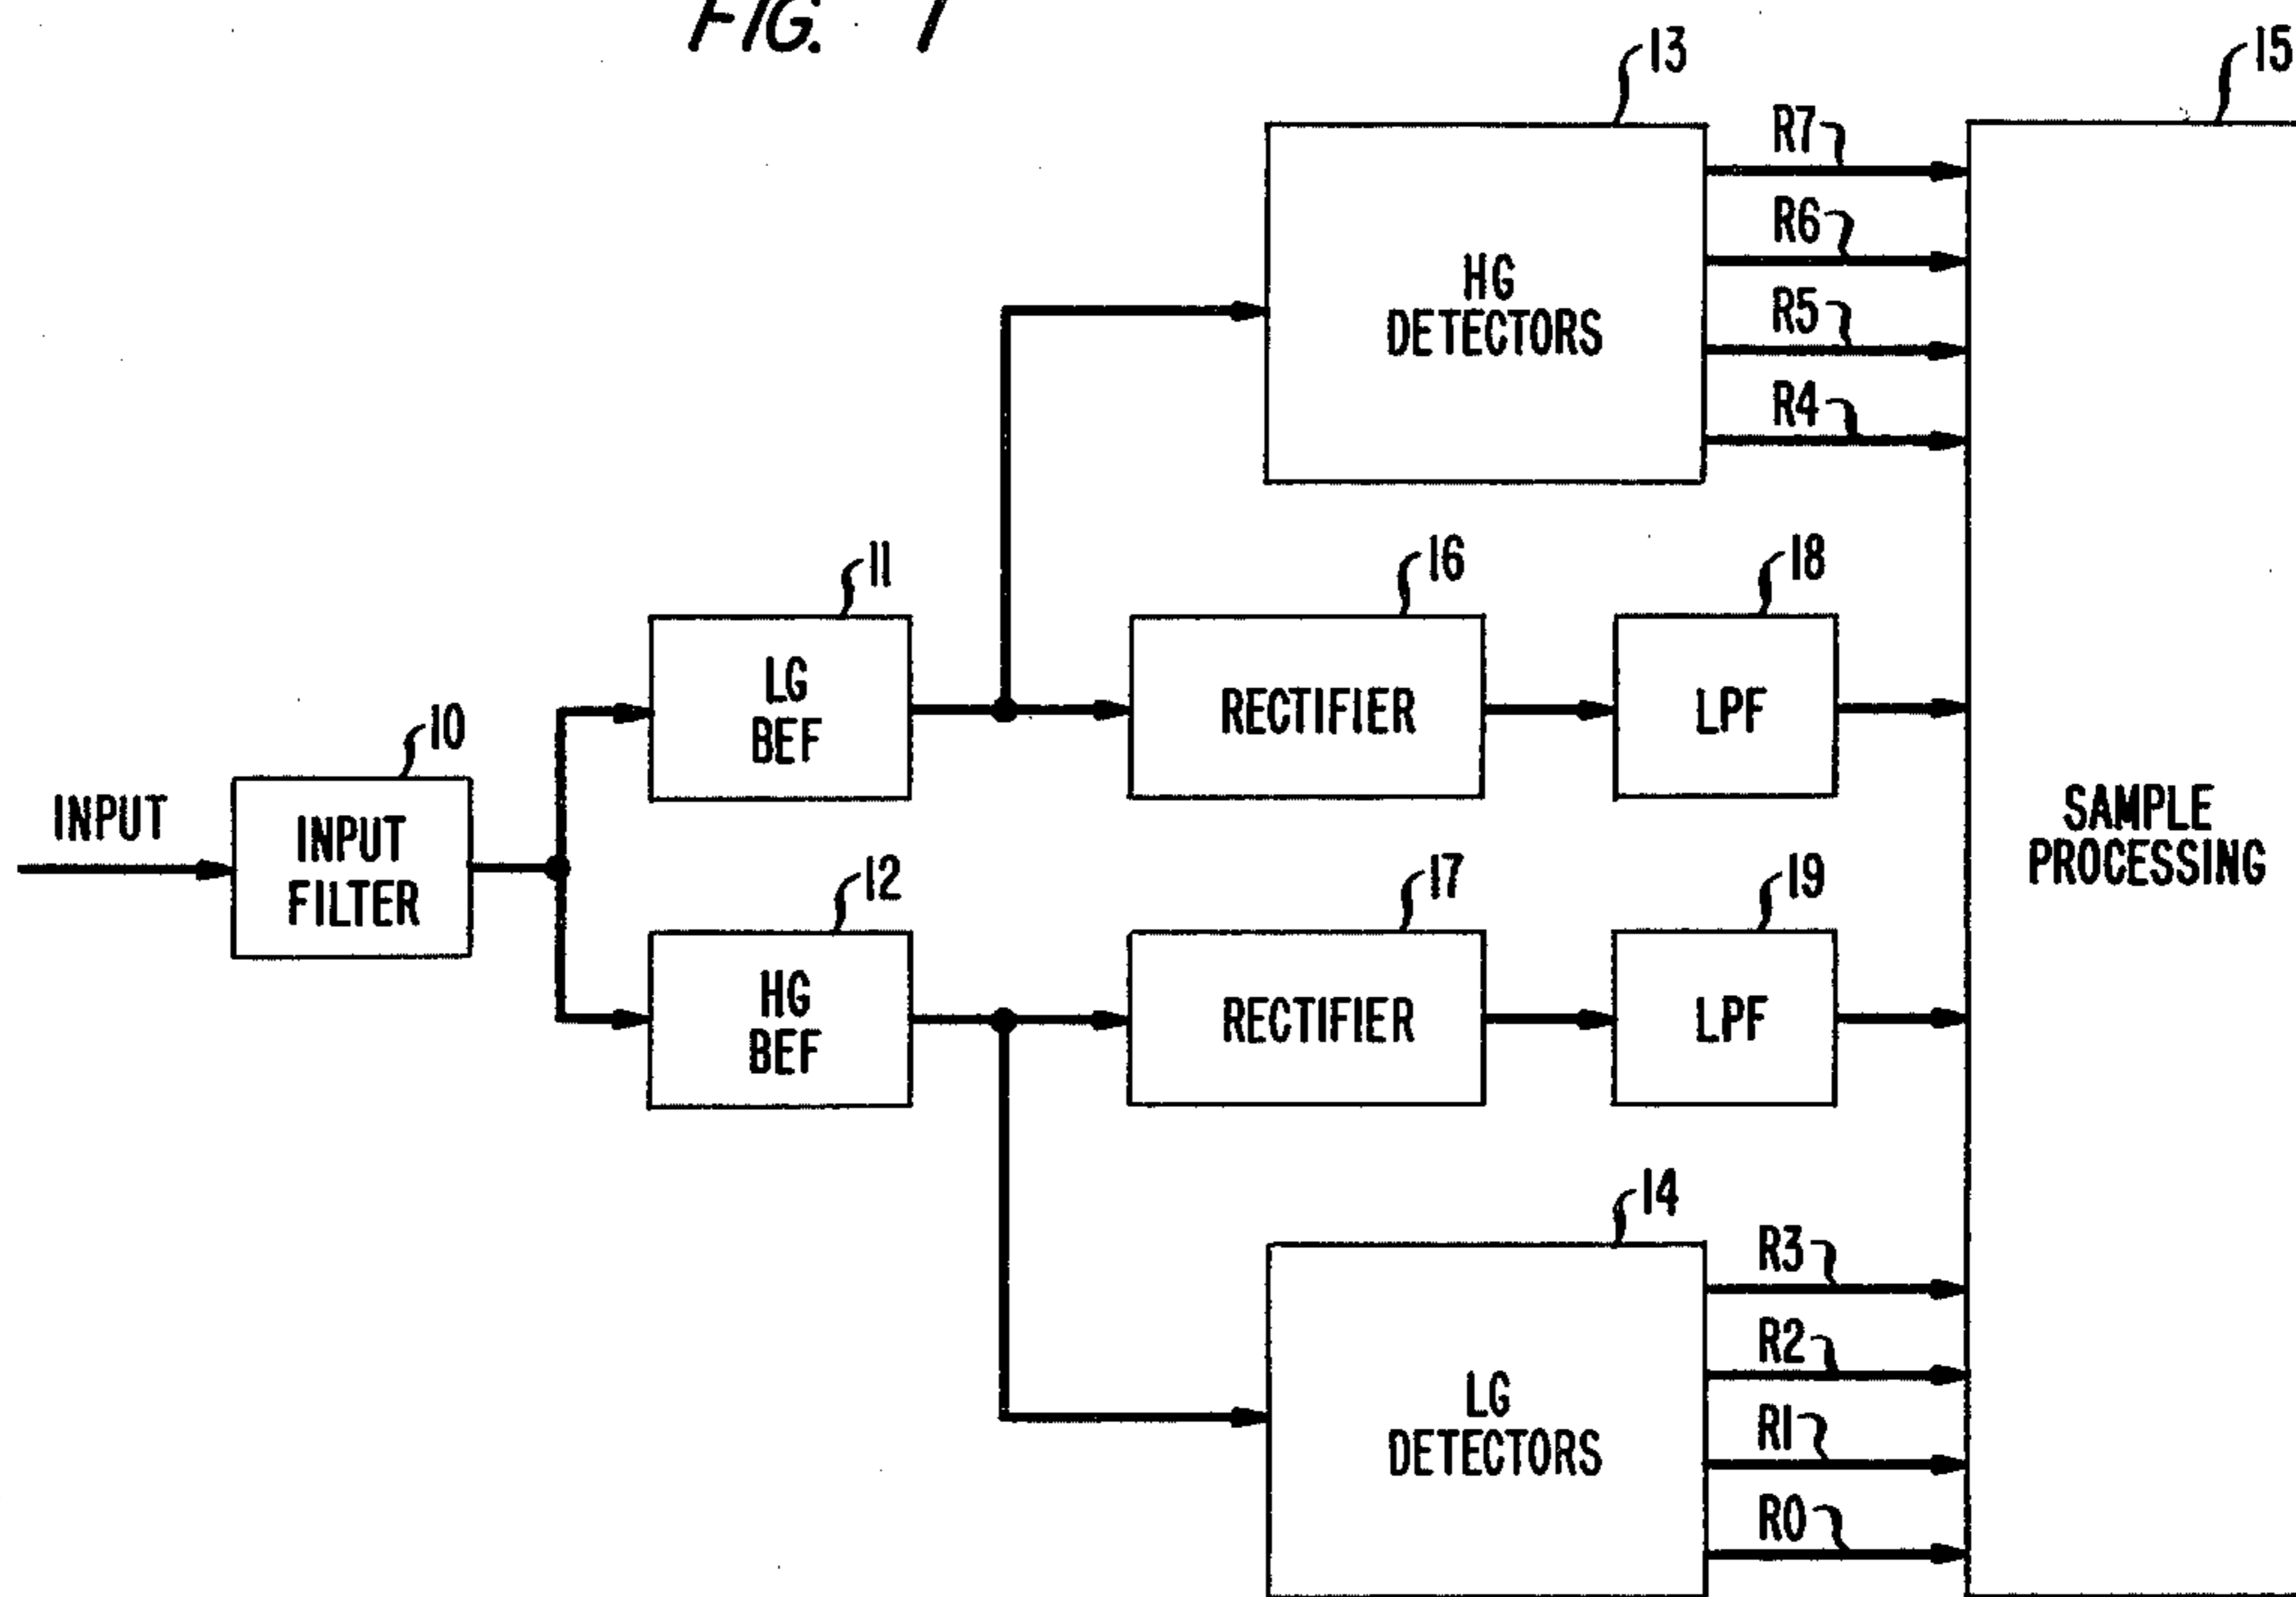 FIG. 1
13
15
R7
R6
HG
DETECTORS
R5
R4
11
16
18
LG
BEF
RECTIFIER
LPF
10
INPUT
INPUT
FILTER
SAMPLE
PROCESSING
12
17
19
HG
BEF
RECTIFIER
LPF
14
R3
R2
LG
DETECTORS
R1
R0